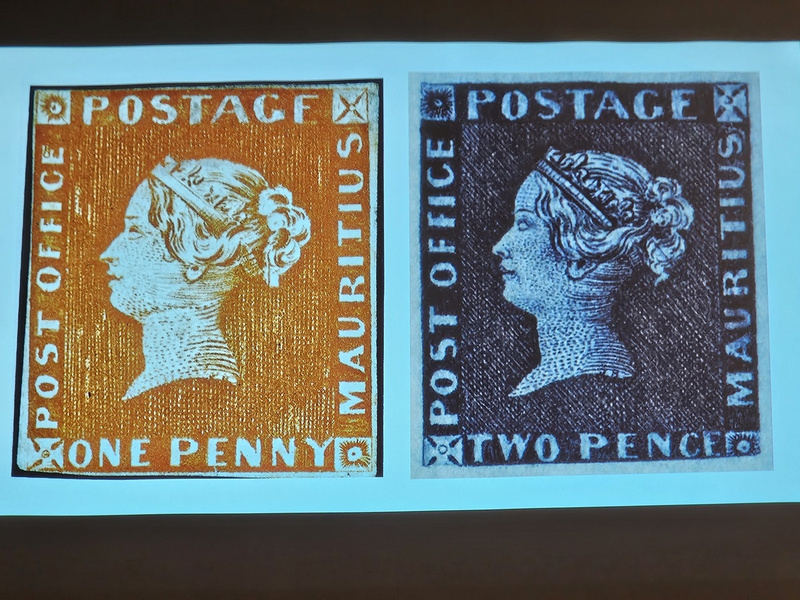 POSTAGE
POST OFFICE
MAURITIUS
ONE PENNY
POSTAGE
POST OFFICE
MAURITIUS
TWO PENCE